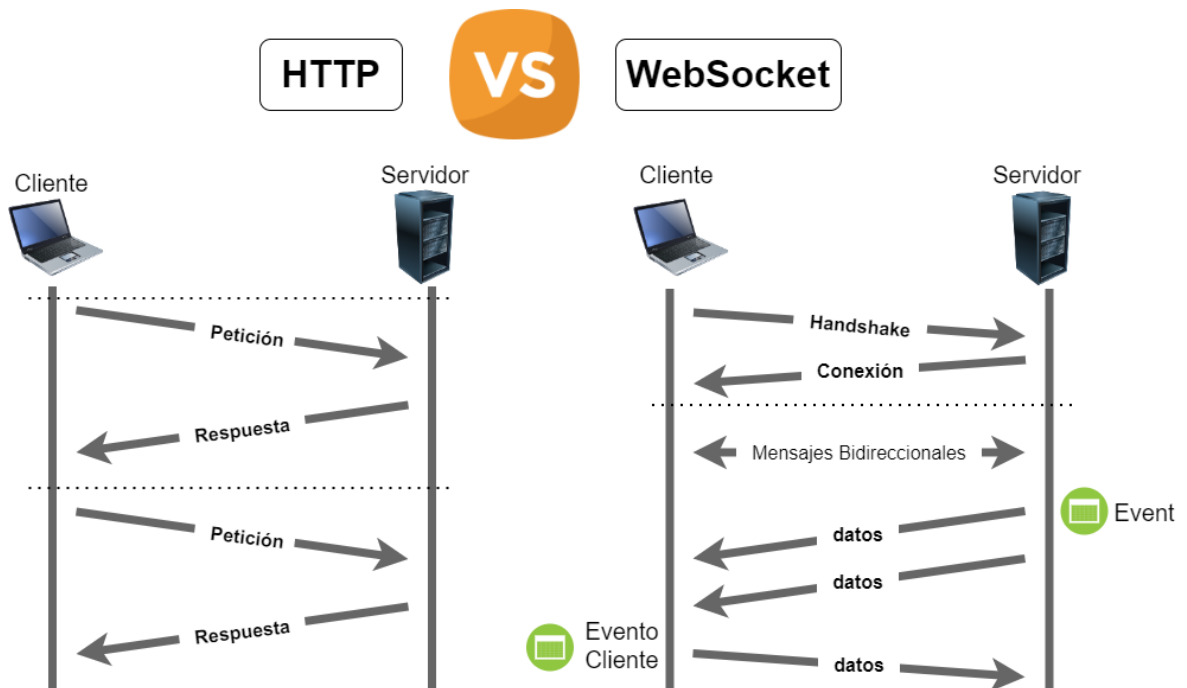 HTTP
VS
WebSocket
Cliente
Servidor
Petición
Respuesta
Petición
Respuesta
Cliente
Servidor
Handshake
Conexión
Mensajes Bidireccionales
Event
datos
datos
Evento
Cliente
datos